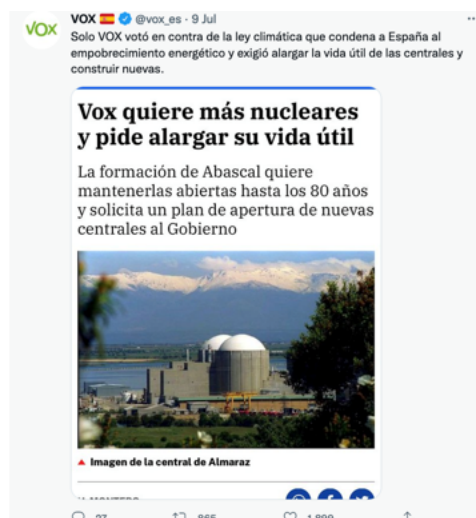 VOX
VOX @vox_es · 9 Jul
Solo VOX votó en contra de la ley climática que condena a España al
empobrecimiento energético y exigió alargar la vida útil de las centrales y
construir nuevas.
Vox quiere más nucleares
y pide alargar su vida útil
La formación de Abascal quiere
mantenerlas abiertas hasta los 80 años
y solicita un plan de apertura de nuevas
centrales al Gobierno
Imagen de la central de Almaraz